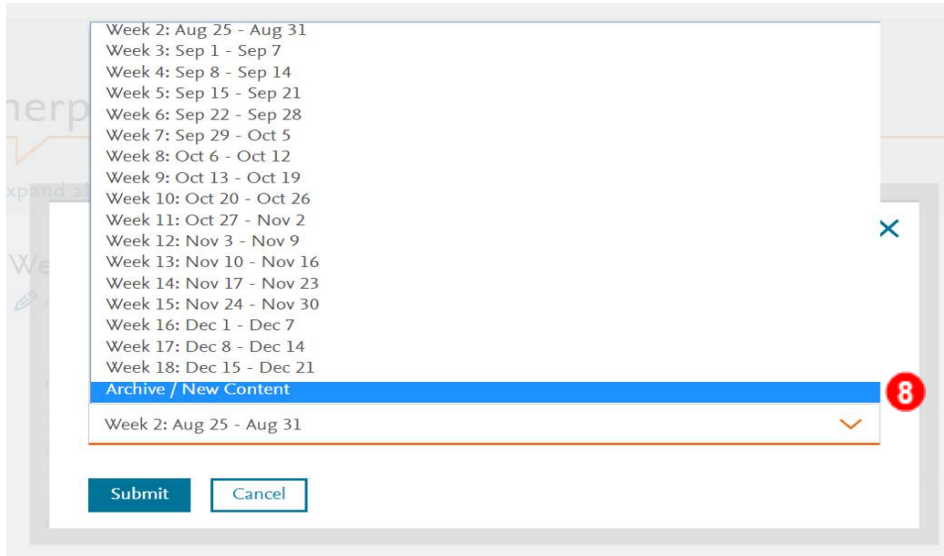 Week 2: Aug 25 - Aug 31
Week 3: Sep 1 - Sep 7
Week 4: Sep 8 - Sep 14
Week 5: Sep 15 - Sep 21
Week 6: Sep 22 - Sep 28
Week 7: Sep 29 - Oct 5
Week 8: Oct 6 - Oct 12
Week 9: Oct 13 - Oct 19
Week 10: Oct 20 - Oct 26
Week 11: Oct 27 - Nov 2
Week 12: Nov 3 - Nov 9
Week 13: Nov 10 - Nov 16
Week 14: Nov 17 - Nov 23
Week 15: Nov 24 - Nov 30
Week 16: Dec 1 - Dec 7
Week 17: Dec 8 - Dec 14
Week 18: Dec 15 - Dec 21
Archive / New Content
8
Week 2: Aug 25 - Aug 31
Submit Cancel